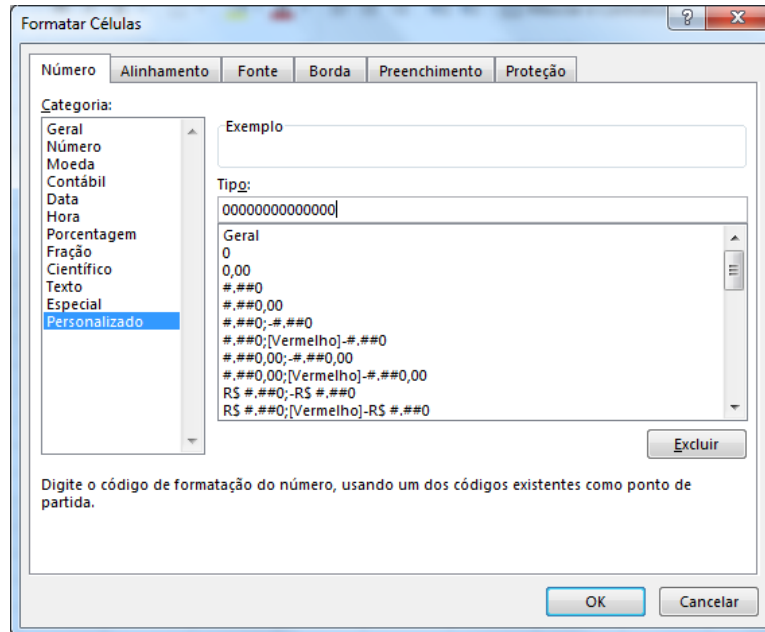 Formatar Células
Número Alinhamento Fonte Borda Preenchimento Proteção
Categoria:
Geral
Número
Moeda
Contábil
Data
Hora
Porcentagem
Fração
Científico
Texto
Especial
Personalizado
Exemplo
Tipo:
00000000000000
Geral
0
0,00
#.##0
#.##0,00
#.##0;-#.##0
#.##0;[Vermelho]-#.##0
#.##0,00;-#.##0,00
#.##0,00;[Vermelho]-#.##0,00
R$ #.##0;-R$ #.##0
R$ #.##0;[Vermelho]-R$ #.##0
Excluir
Digite o código de formatação do número, usando um dos códigos existentes como ponto de
partida.
OK Cancelar